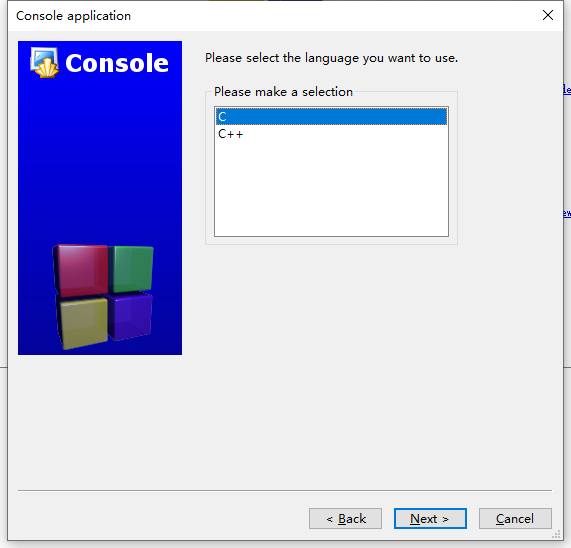 Console application
Console
Please select the language you want to use.
Please make a selection
C
C++
< Back
Next >
Cancel